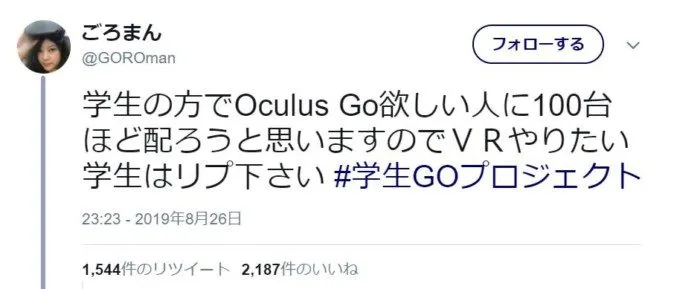 ごろまん
フォローする
@GOROman
学生の方でOculus Go欲しい人に100台
ほど配ろうと思いますのでＶＲやりたい
学生はリプ下さい #学生GOプロジェクト
23:23 - 2019年8月26日
1,544件のリツイート 2,187件のいいね